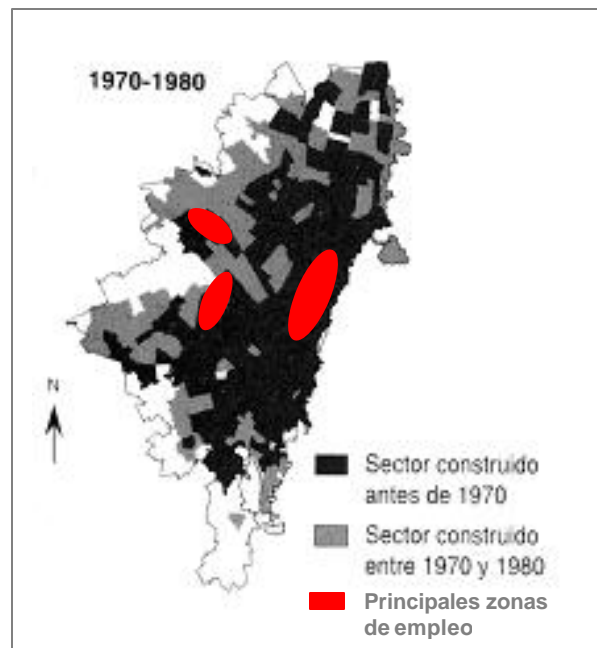 1970-1980
N
Sector construido
antes de 1970
Sector construido
entre 1970 y 1980
Principales zonas
de empleo